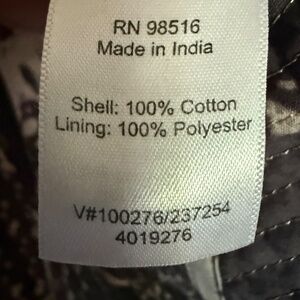 RN 98516
Made in India
Shell: 100% Cotton
Lining: 100% Polyester
V#100276/237254
4019276